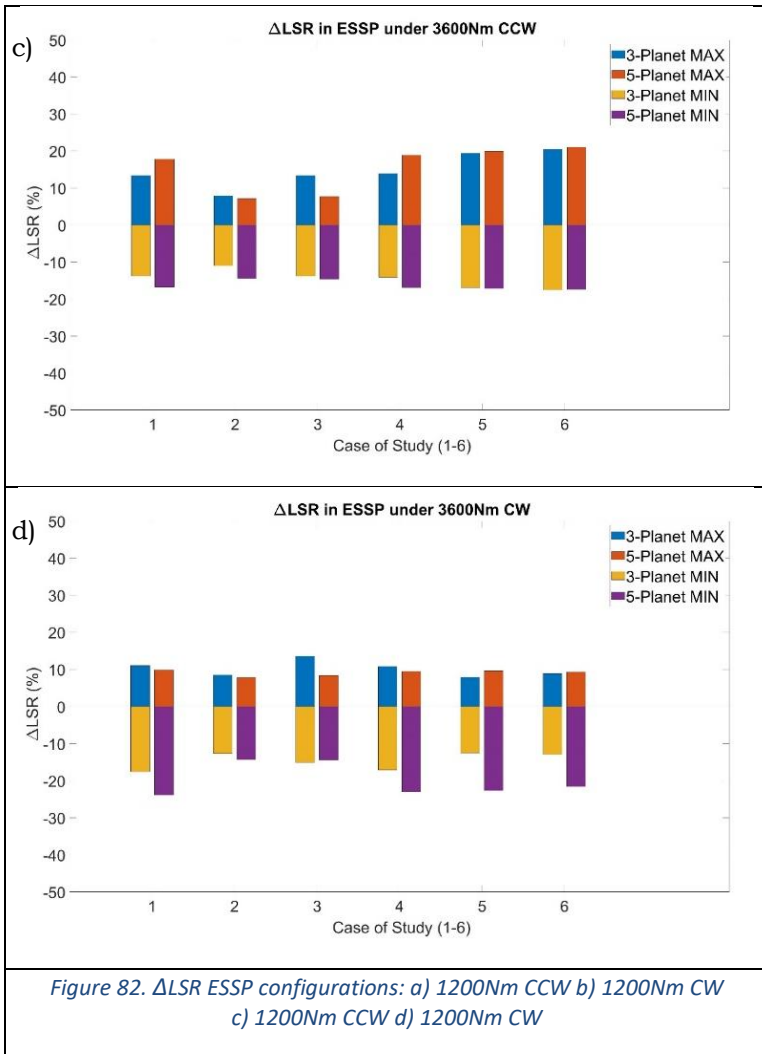 c)
ΔLSR in ESSP under 3600Nm CCW
3-Planet MAX
5-Planet MAX
3-Planet MIN
5-Planet MIN
50
40
30
20
10
0
-10
-20
-30
-40
-50
ΔLSR (%)
1 2 3 4 5 6
Case of Study (1-6)
d)
ΔLSR in ESSP under 3600Nm CW
3-Planet MAX
5-Planet MAX
3-Planet MIN
5-Planet MIN
50
40
30
20
10
0
-10
-20
-30
-40
-50
ΔLSR (%)
1 2 3 4 5 6
Case of Study (1-6)
Figure 82. ΔLSR ESSP configurations: a) 1200Nm CCW b) 1200Nm CW
c) 1200Nm CCW d) 1200Nm CW